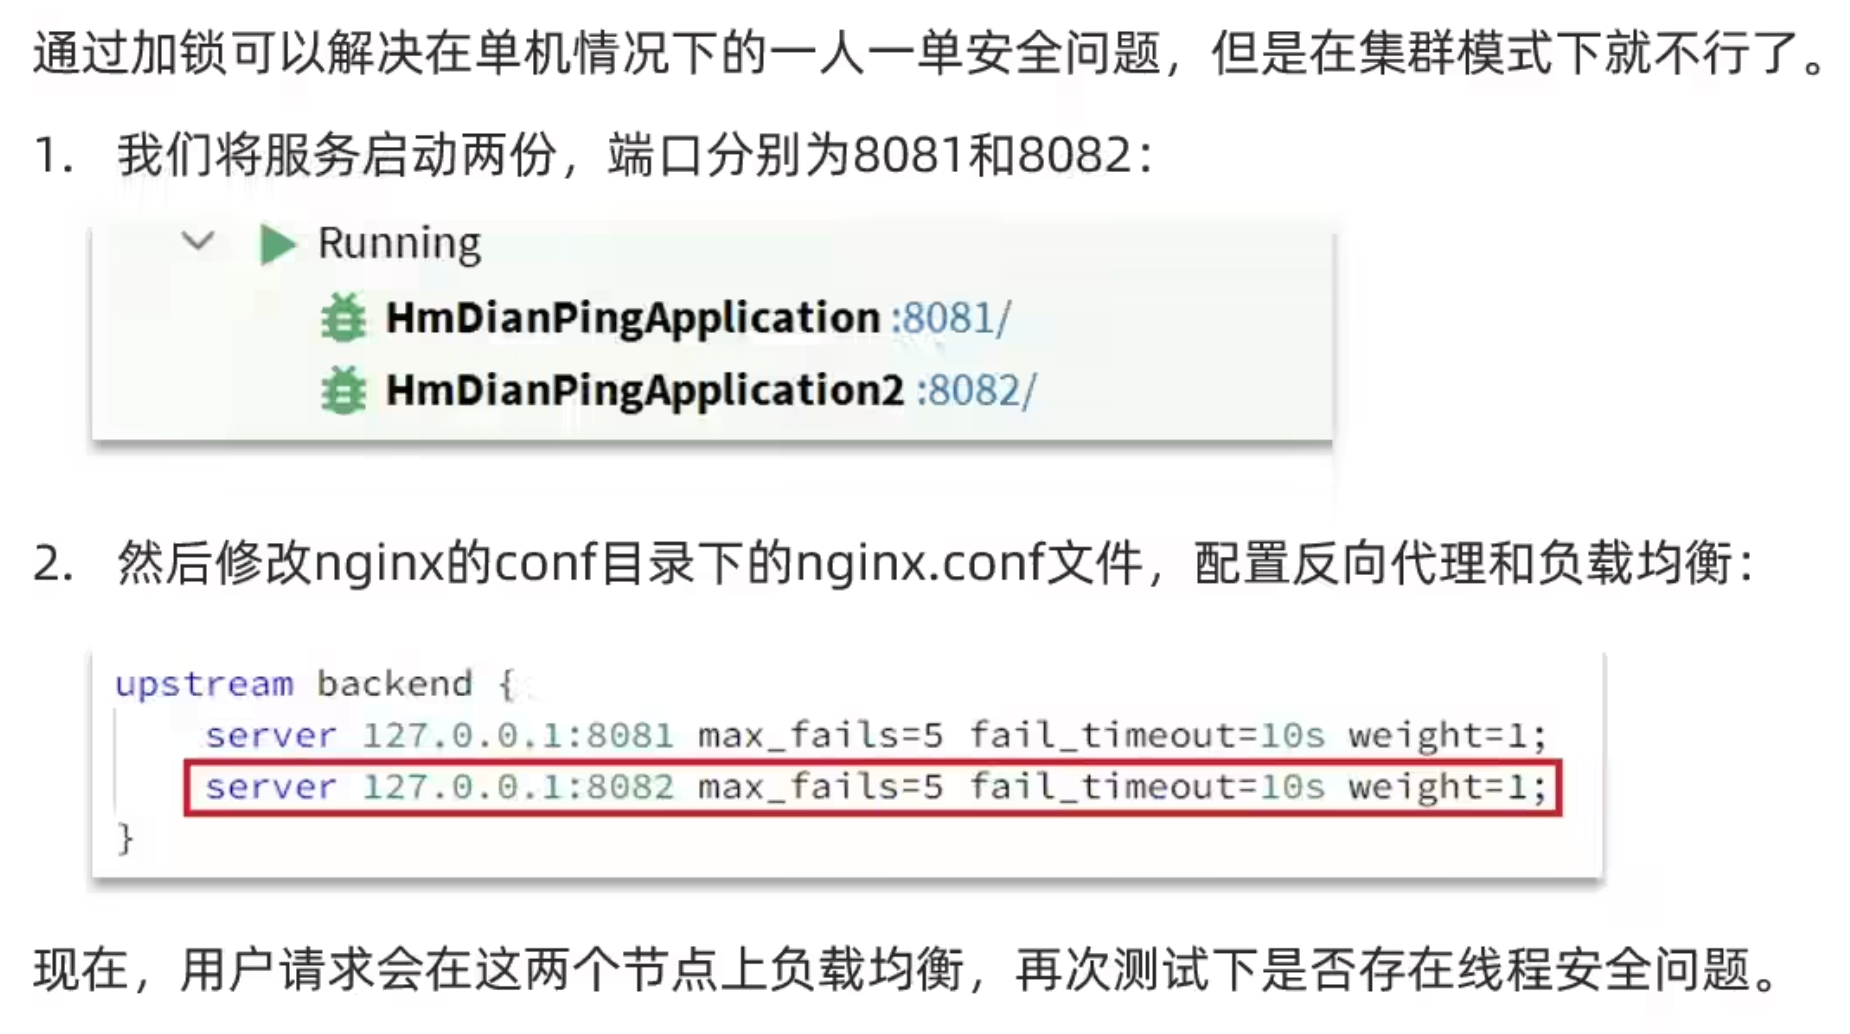 通过加锁可以解决在单机情况下的一人一单安全问题，但是在集群模式下就不行了。
1. 我们将服务启动两份，端口分别为8081和8082：
Running
HmDianPingApplication :8081/
HmDianPingApplication2 :8082/
2. 然后修改nginx的conf目录下的nginx.conf文件，配置反向代理和负载均衡：
upstream backend {
server 127.0.0.1:8081 max_fails=5 fail_timeout=10s weight=1;
server 127.0.0.1:8082 max_fails=5 fail_timeout=10s weight=1;
}
现在，用户请求会在这两个节点上负载均衡，再次测试下是否存在线程安全问题。